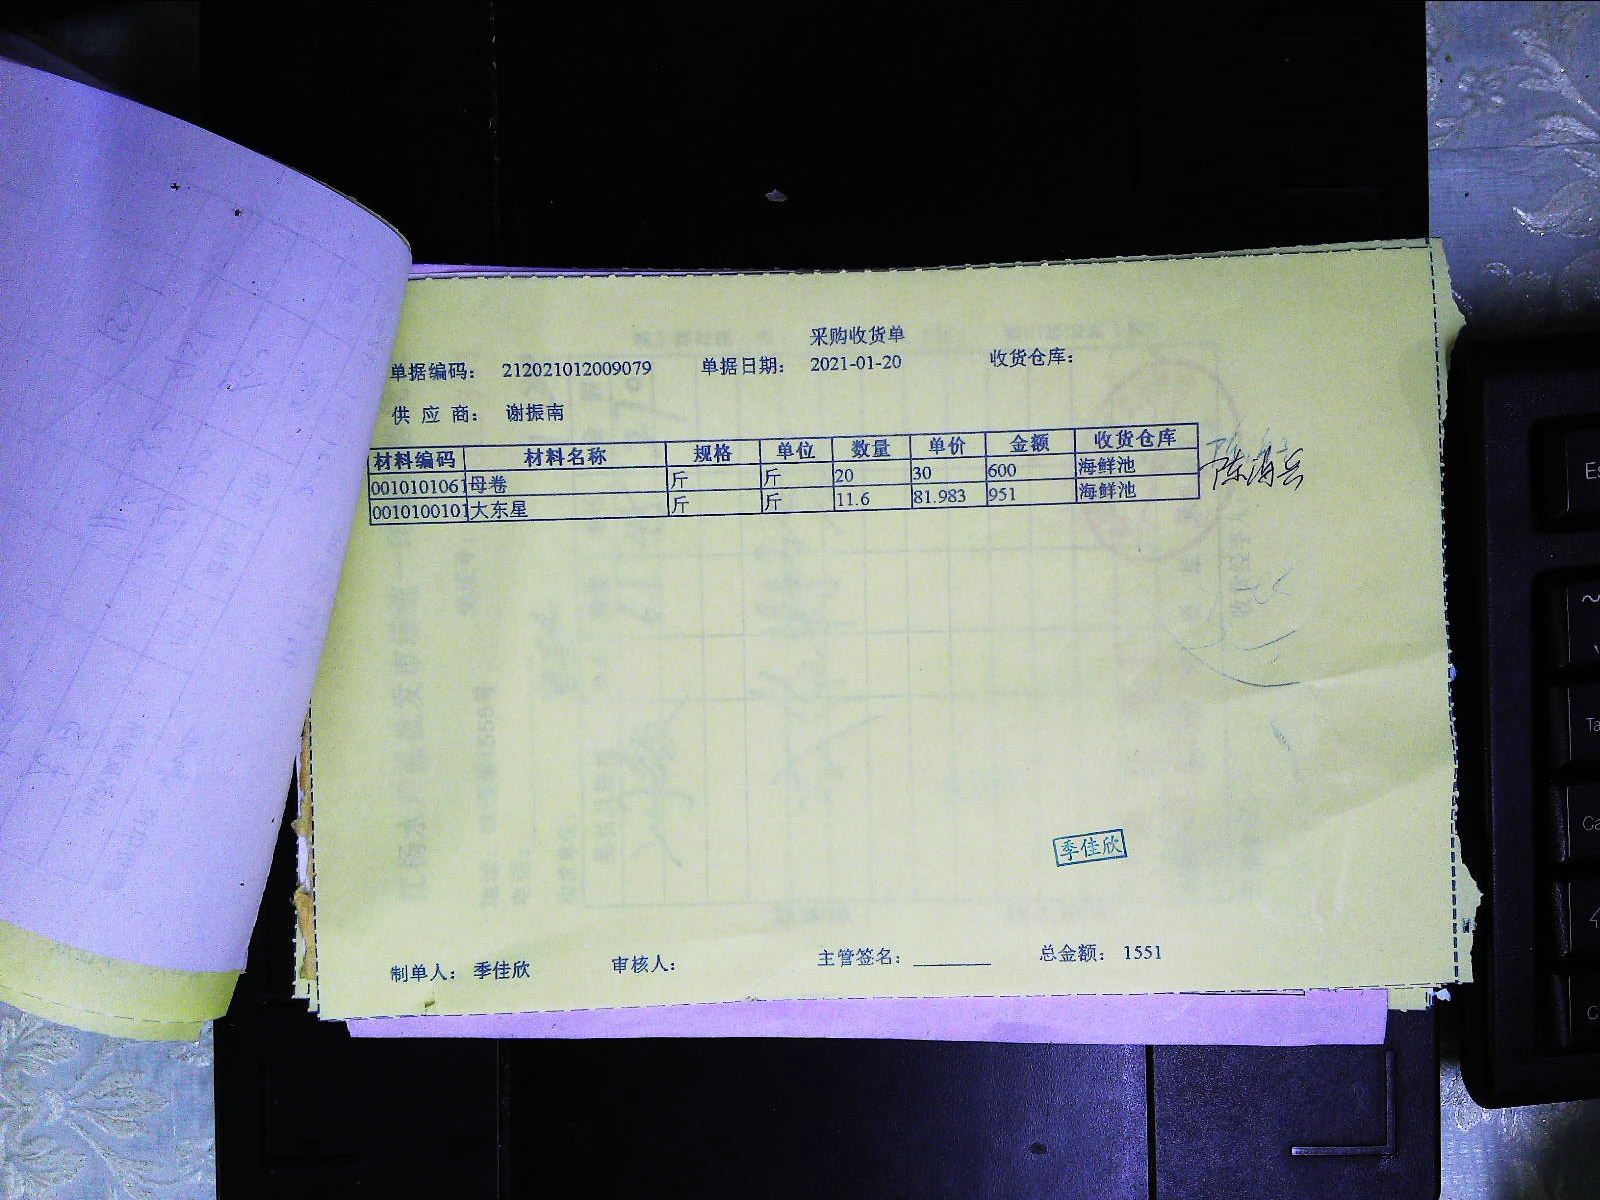 采购收货单
单据编码： 212021012009079 单据日期： 2021-01-20 收货仓库：
供 应 商： 谢振南
材料编码 材料名称 规格 单位 数量 单价 金额 收货仓库
0010101061 母卷 斤 斤 20 30 600 海鲜池
0010100101 大东星 斤 斤 11.6 81.983 951 海鲜池
季佳欣
制单人： 季佳欣 审核人： 主管签名： 总金额： 1551